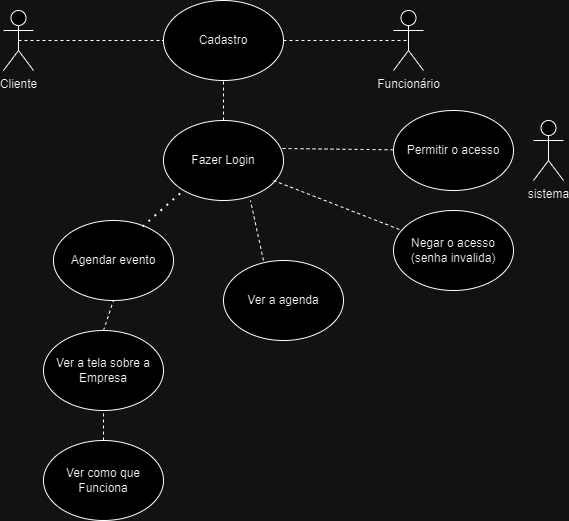 Cadastro
Cliente
Funcionário
Fazer Login
Permitir o acesso
sistema
Negar o acesso
(senha invalida)
Agendar evento
Ver a agenda
Ver a tela sobre a
Empresa
Ver como que
Funciona